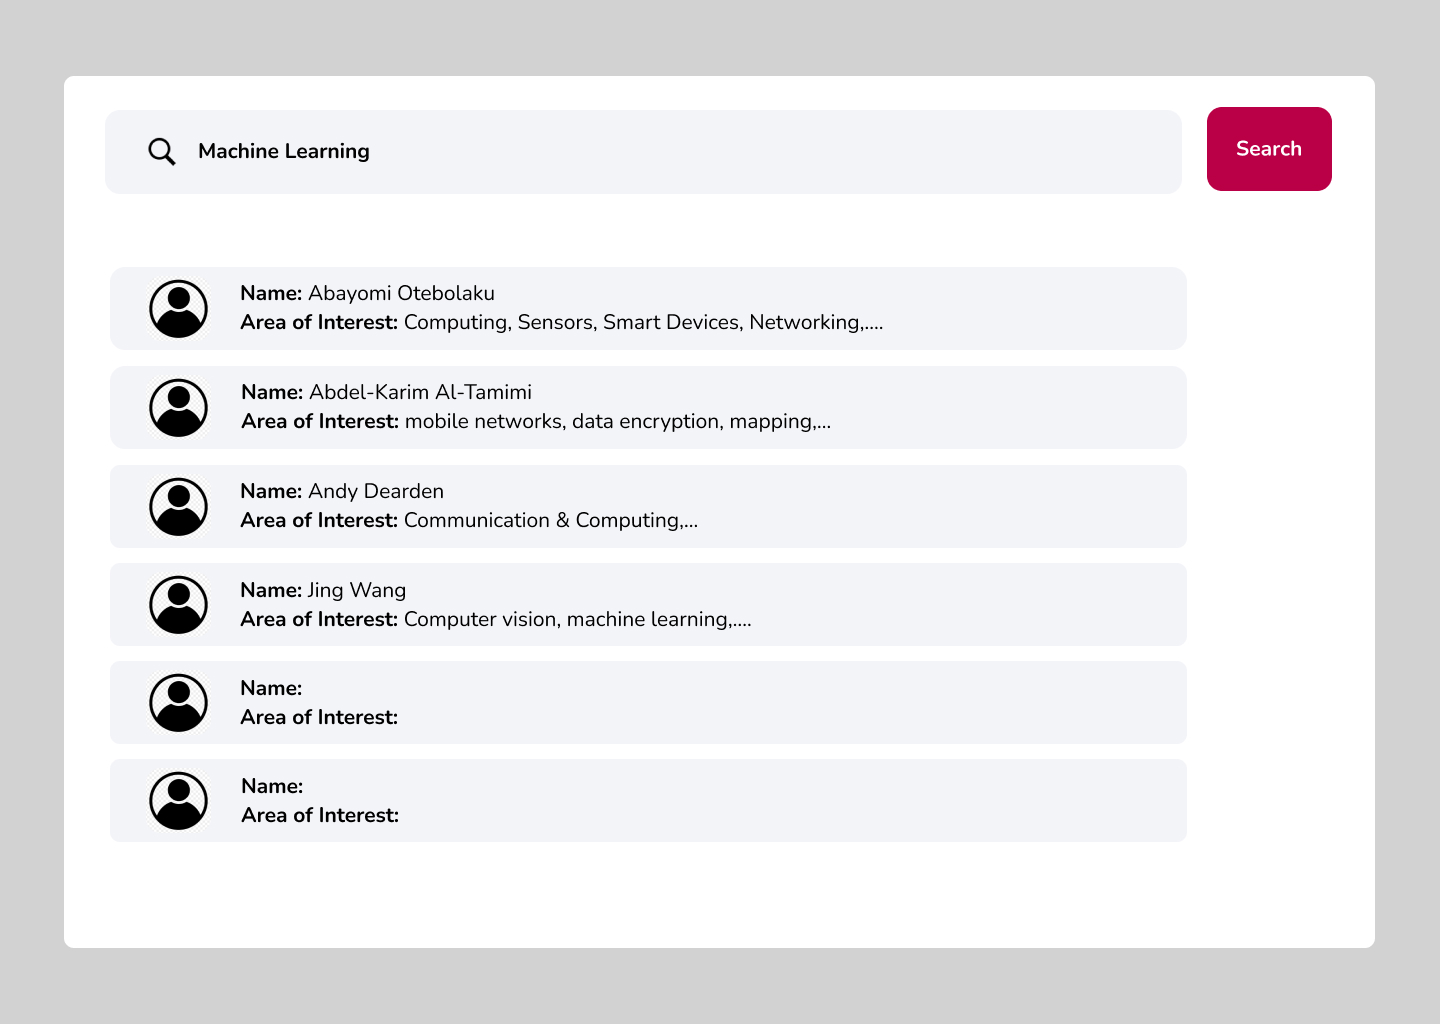 Machine Learning
Search
Name: Abayomi Otebolaku
Area of Interest: Computing, Sensors, Smart Devices, Networking,....
Name: Abdel-Karim Al-Tamimi
Area of Interest: mobile networks, data encryption, mapping,...
Name: Andy Dearden
Area of Interest: Communication & Computing,...
Name: Jing Wang
Area of Interest: Computer vision, machine learning,....
Name:
Area of Interest:
Name:
Area of Interest: